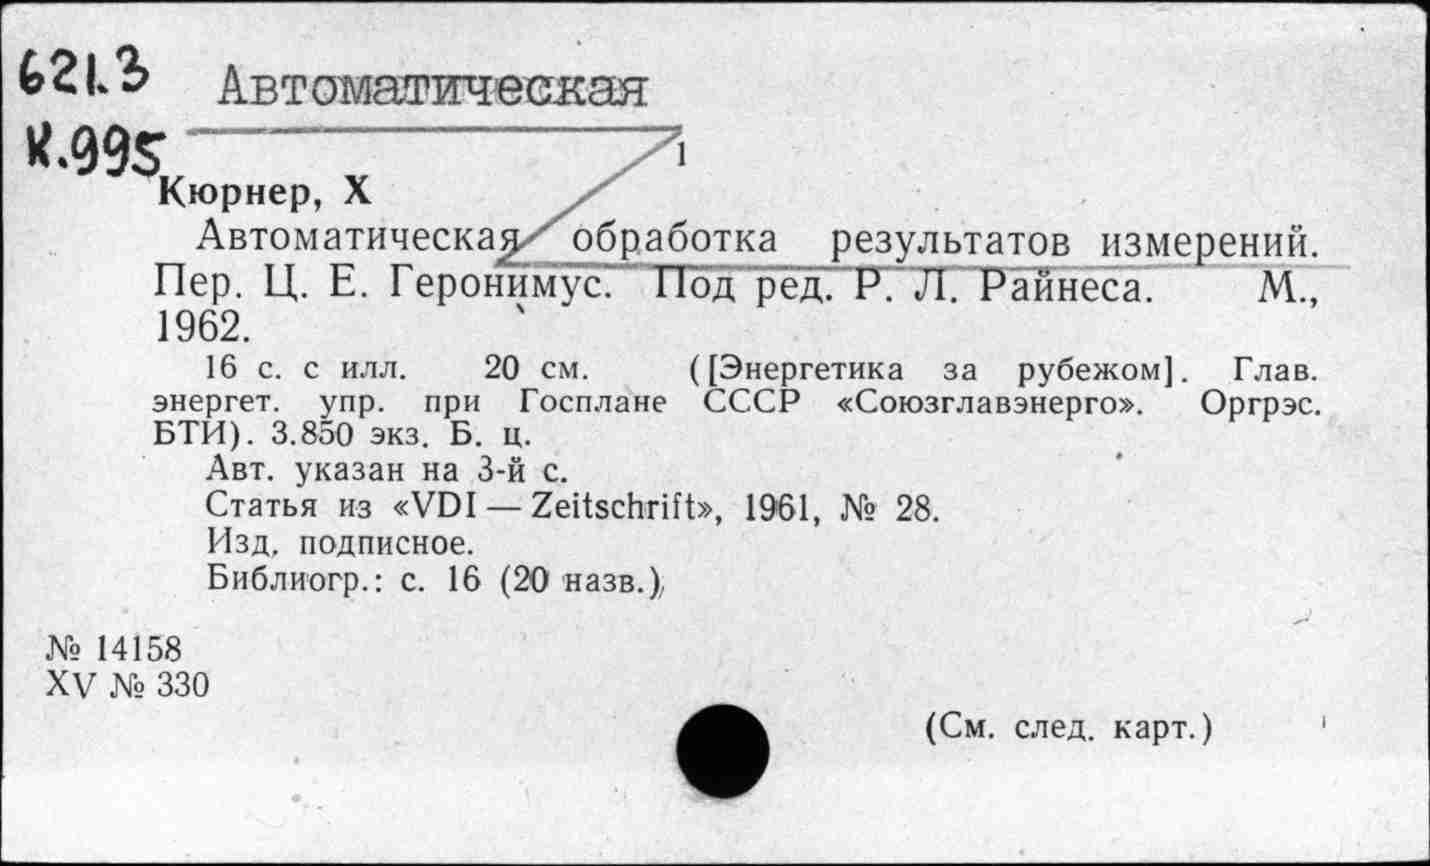 621.3
Автоматическая
К.995
1
Кюрнер, Х
Автоматическая обработка результатов измерений.
Пер. Ц. Е. Геронимус. Под ред. Р. Л. Райнеса. М.,
1962.
16 с. с илл. 20 см. ([Энергетика за рубежом]. Глав.
энергет. упр. при Госплане СССР «Союзглавэнерго». Оргрэс.
БТИ). 3.850 экз. Б. ц.
Авт. указан на 3-й с.
Статья из «VDI — Zeitschrift», 1961, № 28.
Изд. подписное.
Библиогр.: с. 16 (20 назв.)
№ 14158
XV № 330
(См. след. карт.)